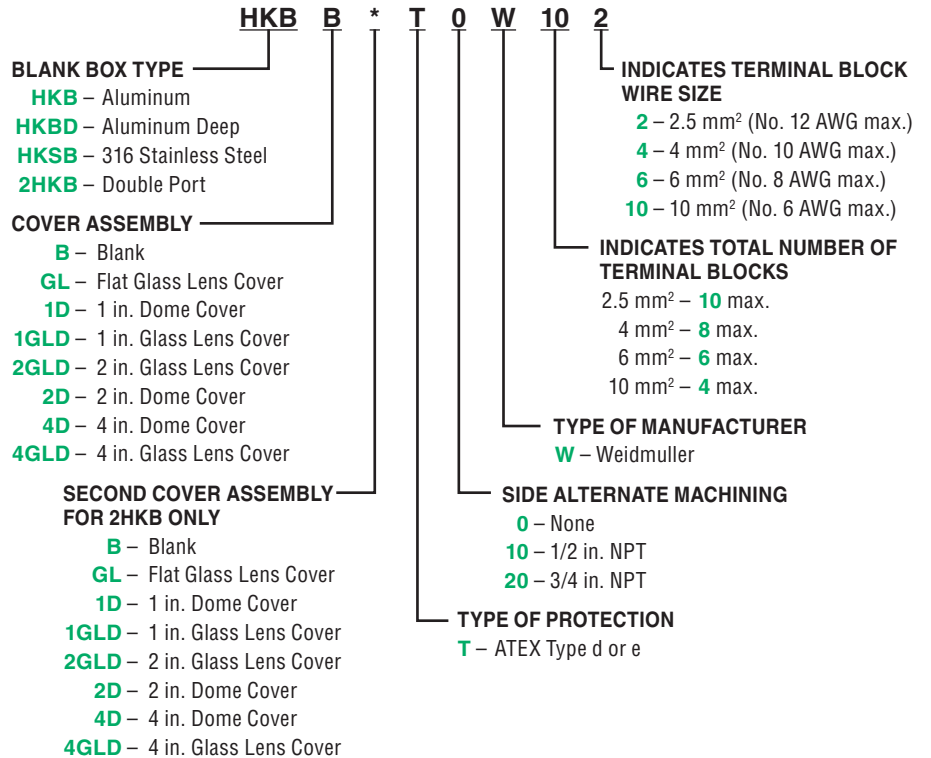 HKB B * T 0 W 10 2
BLANK BOX TYPE
HKB – Aluminum
HKBD – Aluminum Deep
HKSB – 316 Stainless Steel
2HKB – Double Port
COVER ASSEMBLY
B – Blank
GL – Flat Glass Lens Cover
1D – 1 in. Dome Cover
1GLD – 1 in. Glass Lens Cover
2GLD – 2 in. Glass Lens Cover
2D – 2 in. Dome Cover
4D – 4 in. Dome Cover
4GLD – 4 in. Glass Lens Cover
SECOND COVER ASSEMBLY
FOR 2HKB ONLY
B – Blank
GL – Flat Glass Lens Cover
1D – 1 in. Dome Cover
1GLD – 1 in. Glass Lens Cover
2GLD – 2 in. Glass Lens Cover
2D – 2 in. Dome Cover
4D – 4 in. Dome Cover
4GLD – 4 in. Glass Lens Cover
INDICATES TERMINAL BLOCK
WIRE SIZE
2 – 2.5 mm² (No. 12 AWG max.)
4 – 4 mm² (No. 10 AWG max.)
6 – 6 mm² (No. 8 AWG max.)
10 – 10 mm² (No. 6 AWG max.)
INDICATES TOTAL NUMBER OF
TERMINAL BLOCKS
2.5 mm² – 10 max.
4 mm² – 8 max.
6 mm² – 6 max.
10 mm² – 4 max.
TYPE OF MANUFACTURER
W – Weidmuller
SIDE ALTERNATE MACHINING
0 – None
10 – 1/2 in. NPT
20 – 3/4 in. NPT
TYPE OF PROTECTION
T – ATEX Type d or e